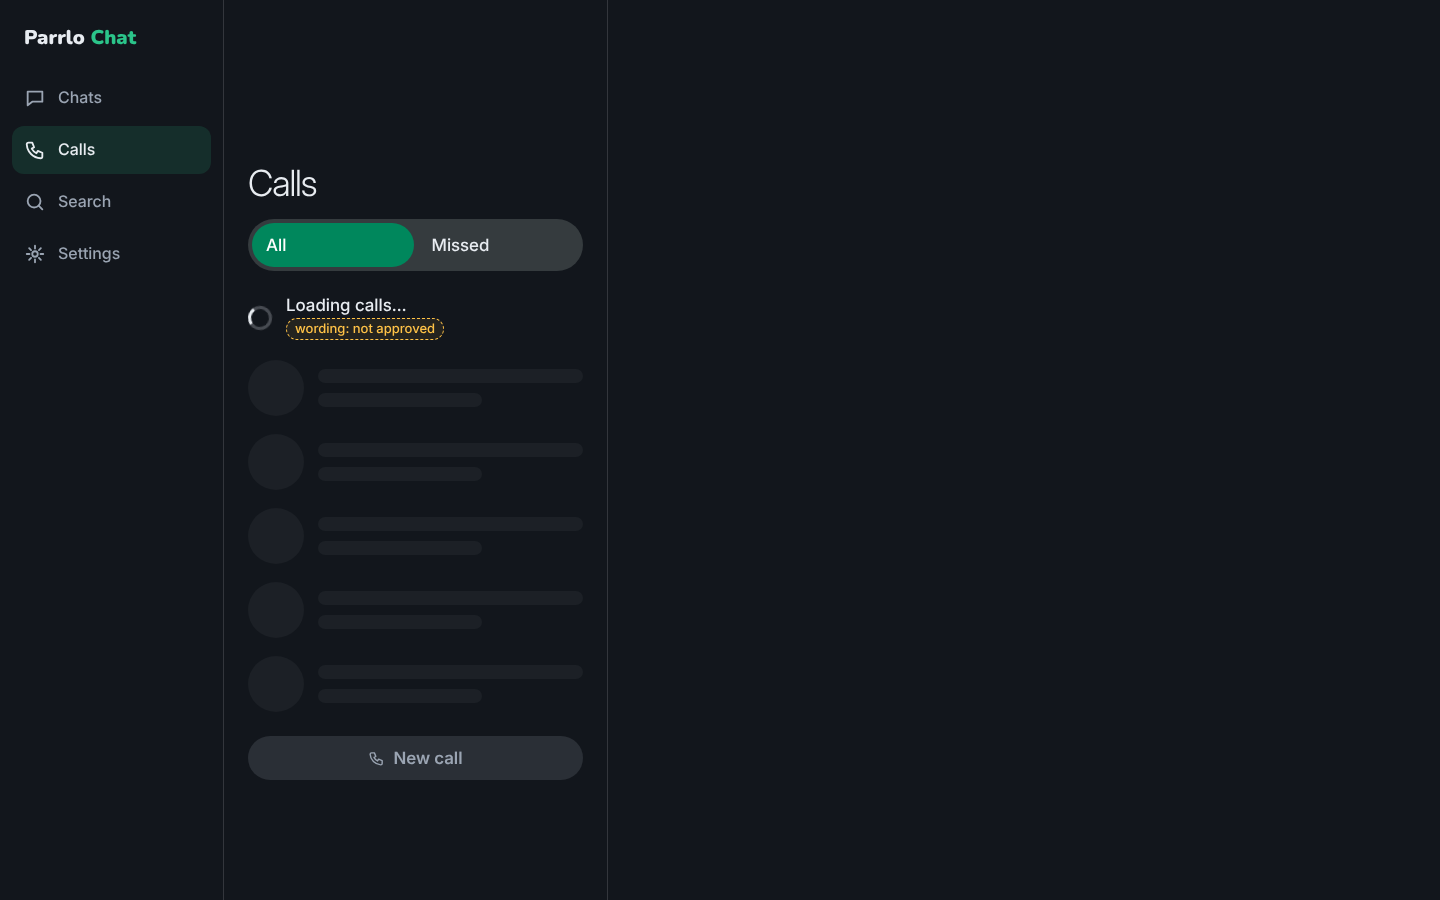 Parrlo Chat
Chats
Calls
Search
Settings
Calls
All
Missed
Loading calls...
wording: not approved
New call